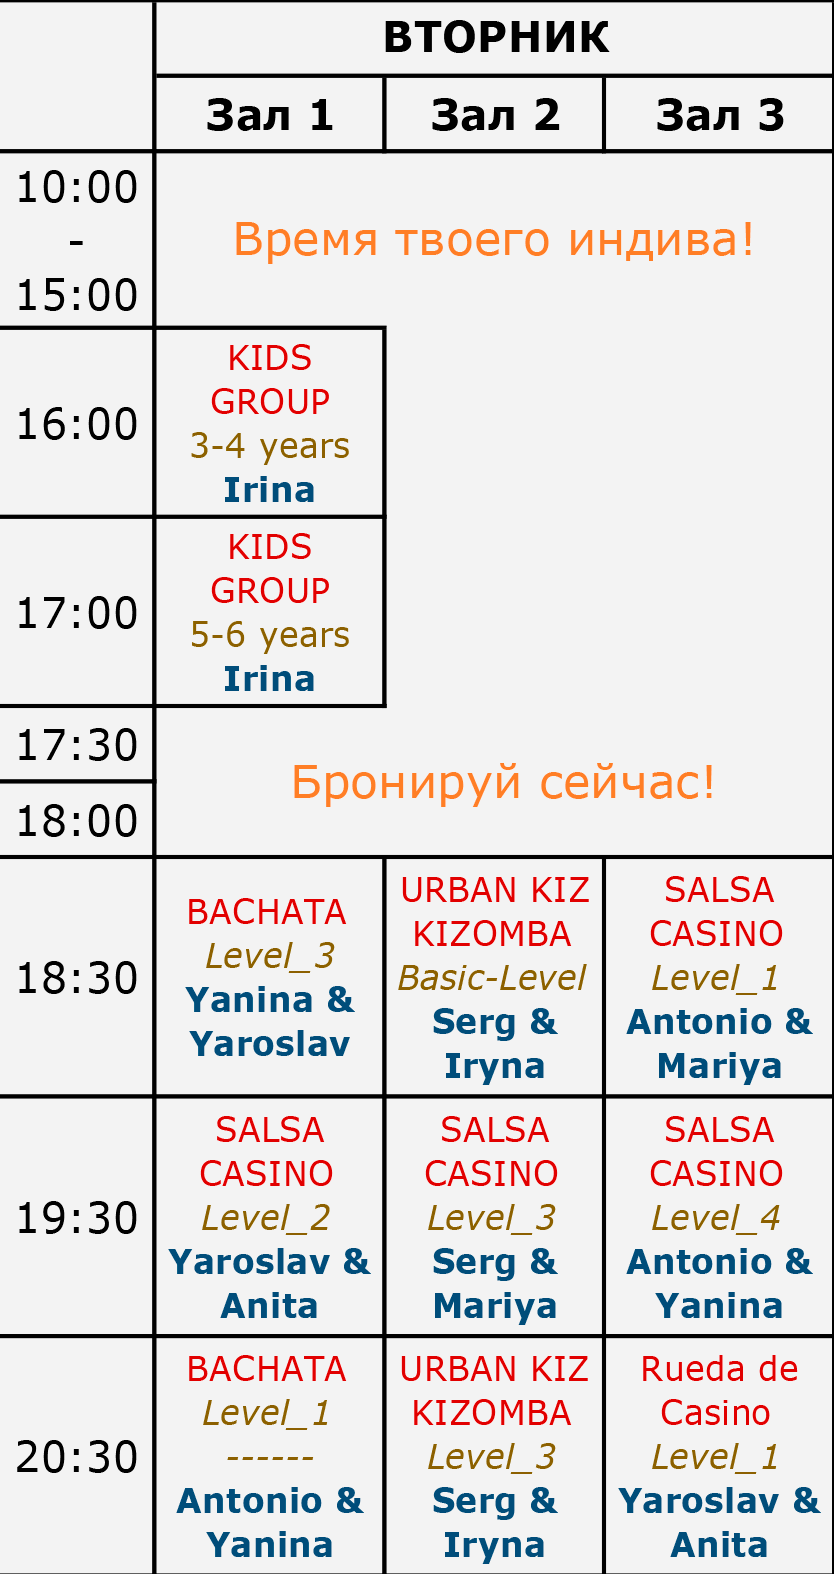 ВТОРНИК
Зал 1
Зал 2
Зал 3
10:00
-
15:00
Время твоего индива!
16:00
KIDS
GROUP
3-4 years
Irina
17:00
KIDS
GROUP
5-6 years
Irina
17:30
18:00
Бронируй сейчас!
18:30
BACHATA
Level_3
Yanina &
Yaroslav
URBAN KIZ
KIZOMBA
Basic-Level
Serg &
Iryna
SALSA
CASINO
Level_1
Antonio &
Mariya
19:30
SALSA
CASINO
Level_2
Yaroslav &
Anita
SALSA
CASINO
Level_3
Serg &
Mariya
SALSA
CASINO
Level_4
Antonio &
Yanina
20:30
BACHATA
Level_1
------
Antonio &
Yanina
URBAN KIZ
KIZOMBA
Level_3
Serg &
Iryna
Rueda de
Casino
Level_1
Yaroslav &
Anita